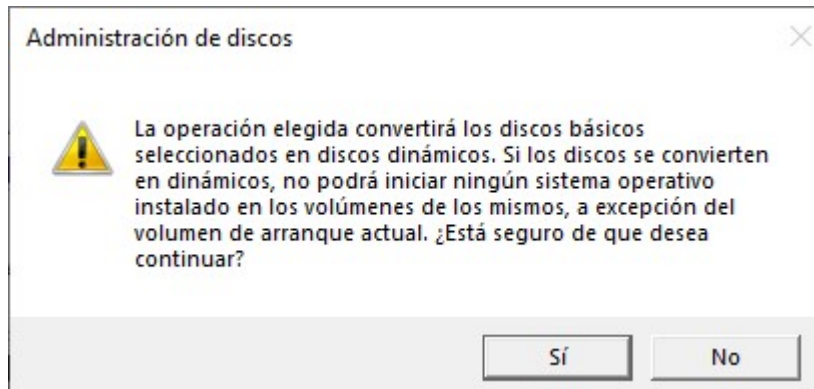 Administración de discos
La operación elegida convertirá los discos básicos
seleccionados en discos dinámicos. Si los discos se convierten
en dinámicos, no podrá iniciar ningún sistema operativo
instalado en los volúmenes de los mismos, a excepción del
volumen de arranque actual. ¿Está seguro de que desea
continuar?
Sí
No